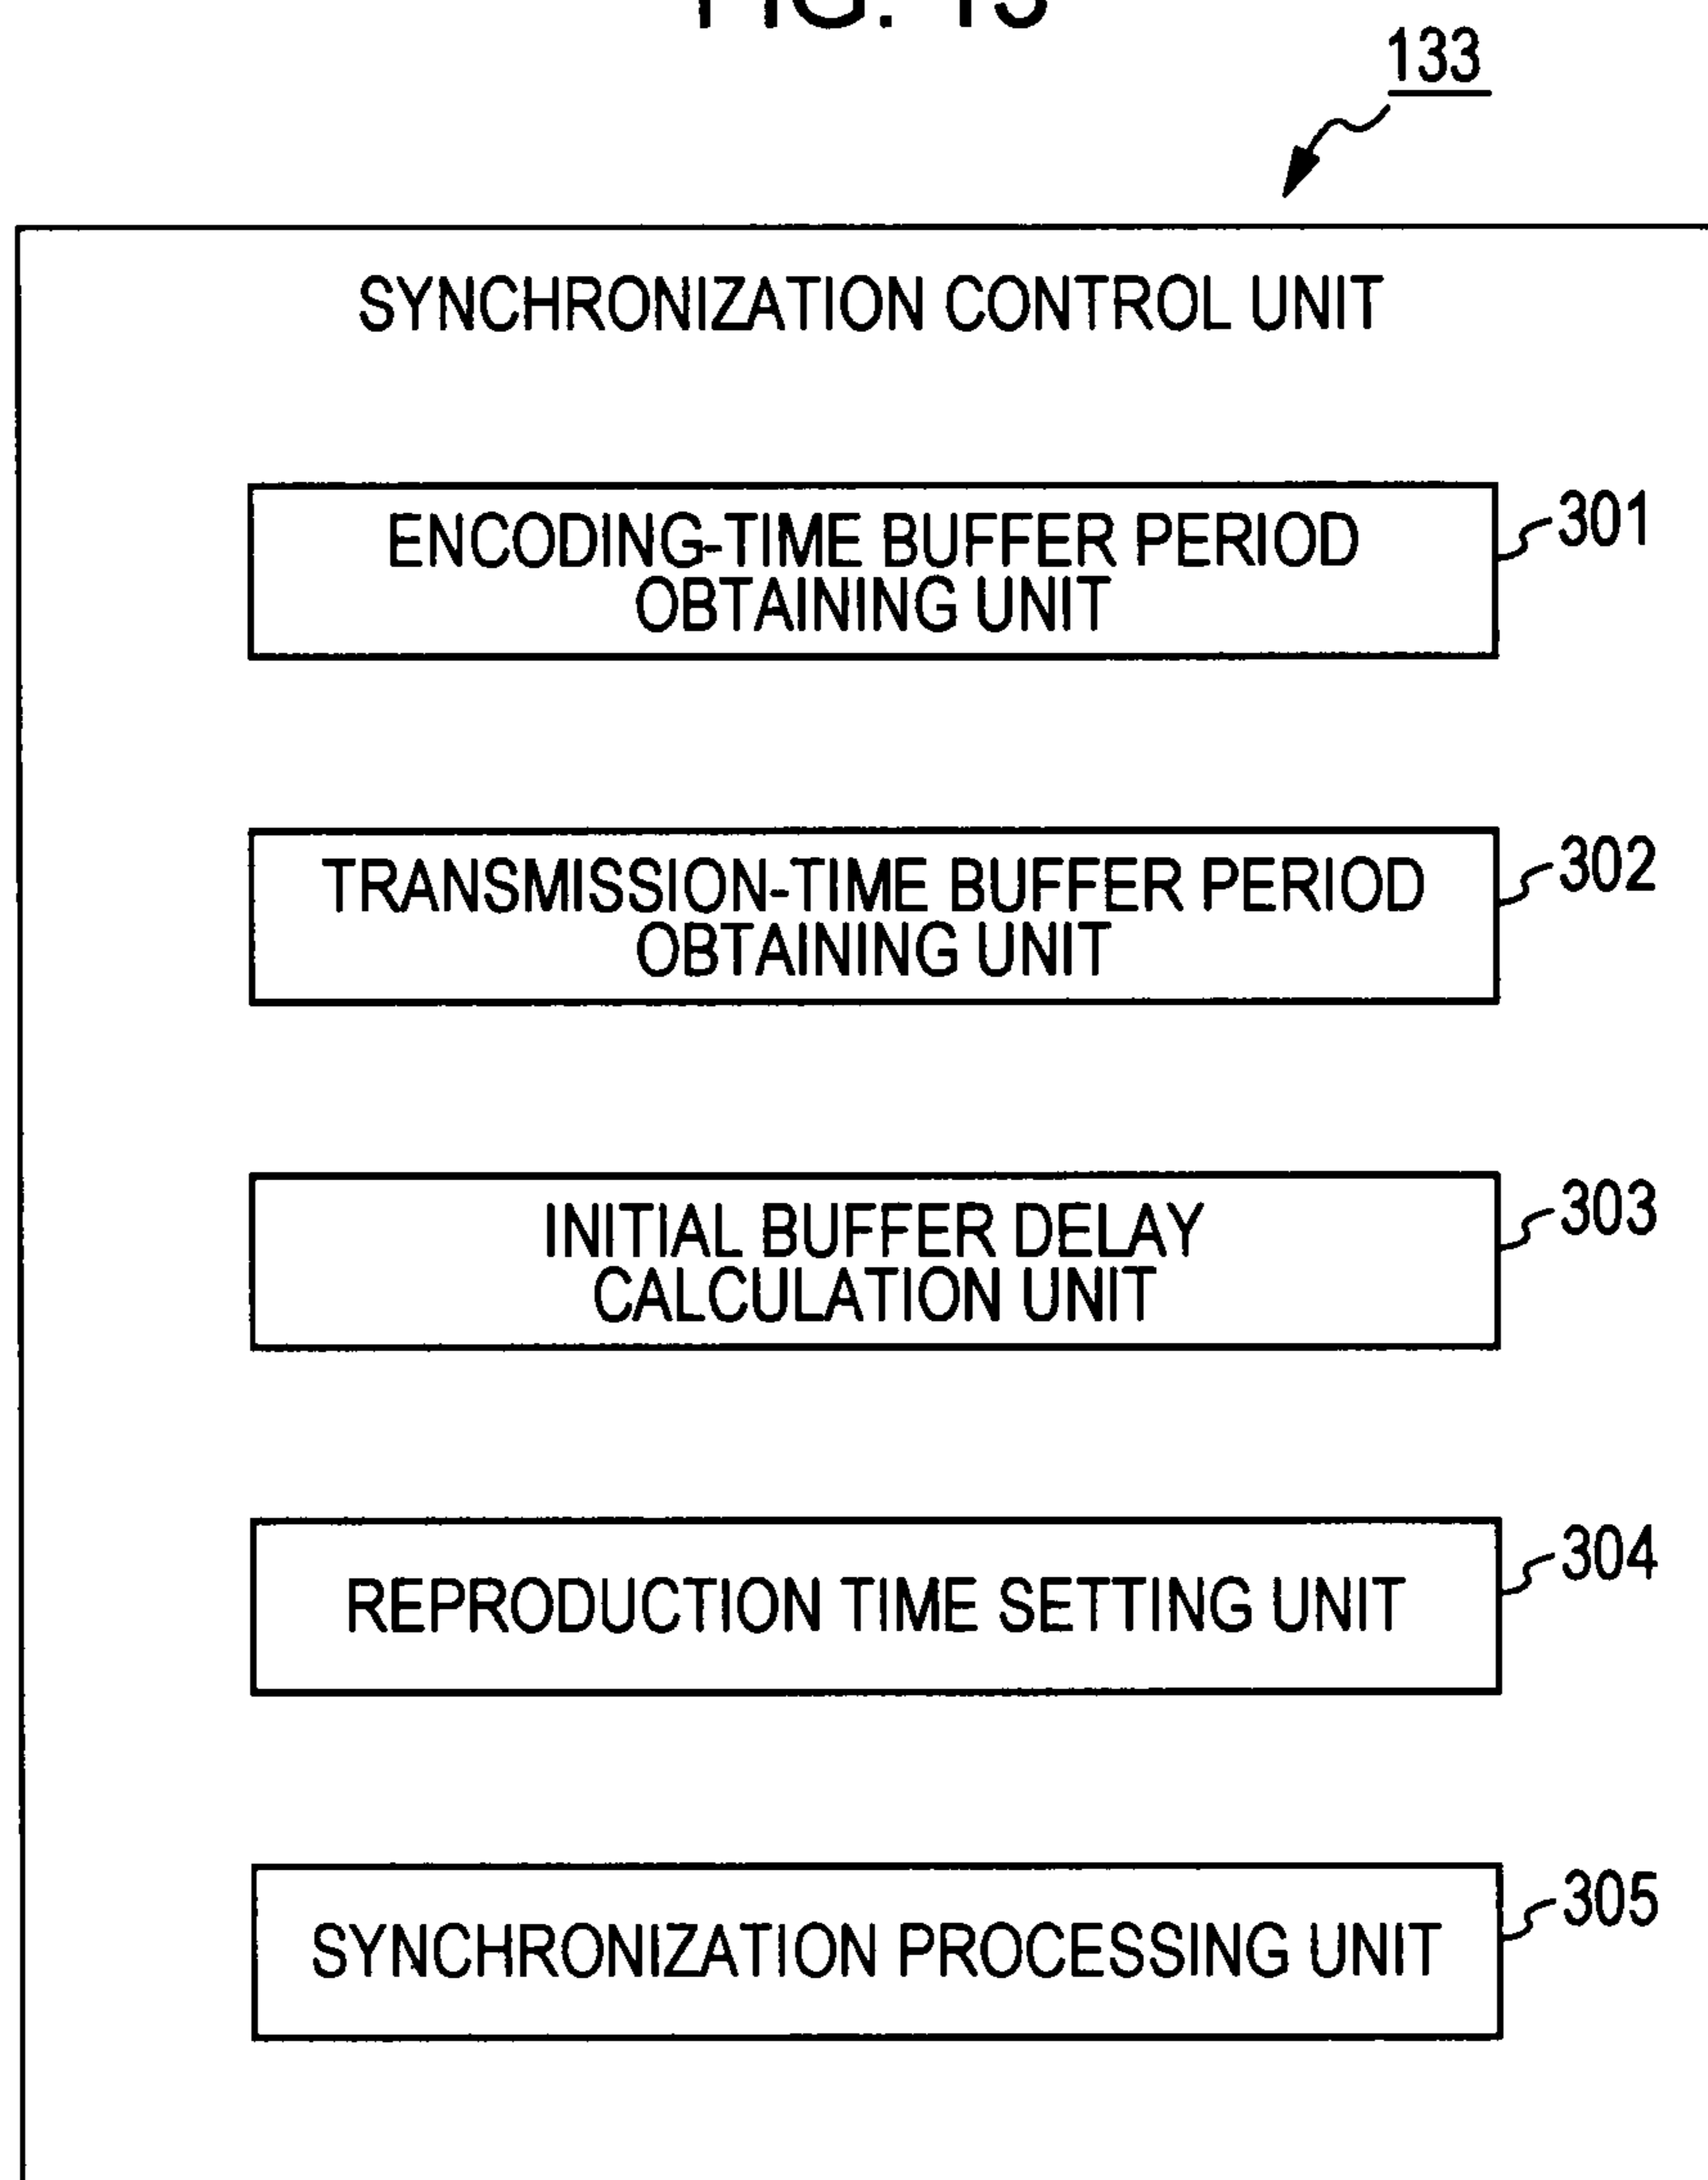 FIG.
133
SYNCHRONIZATION CONTROL UNIT
ENCODING-TIME BUFFER PERIOD
OBTAINING UNIT
301
TRANSMISSION-TIME BUFFER PERIOD
OBTAINING UNIT
302
INITIAL BUFFER DELAY
CALCULATION UNIT
303
REPRODUCTION TIME SETTING UNIT
304
SYNCHRONIZATION PROCESSING UNIT
305